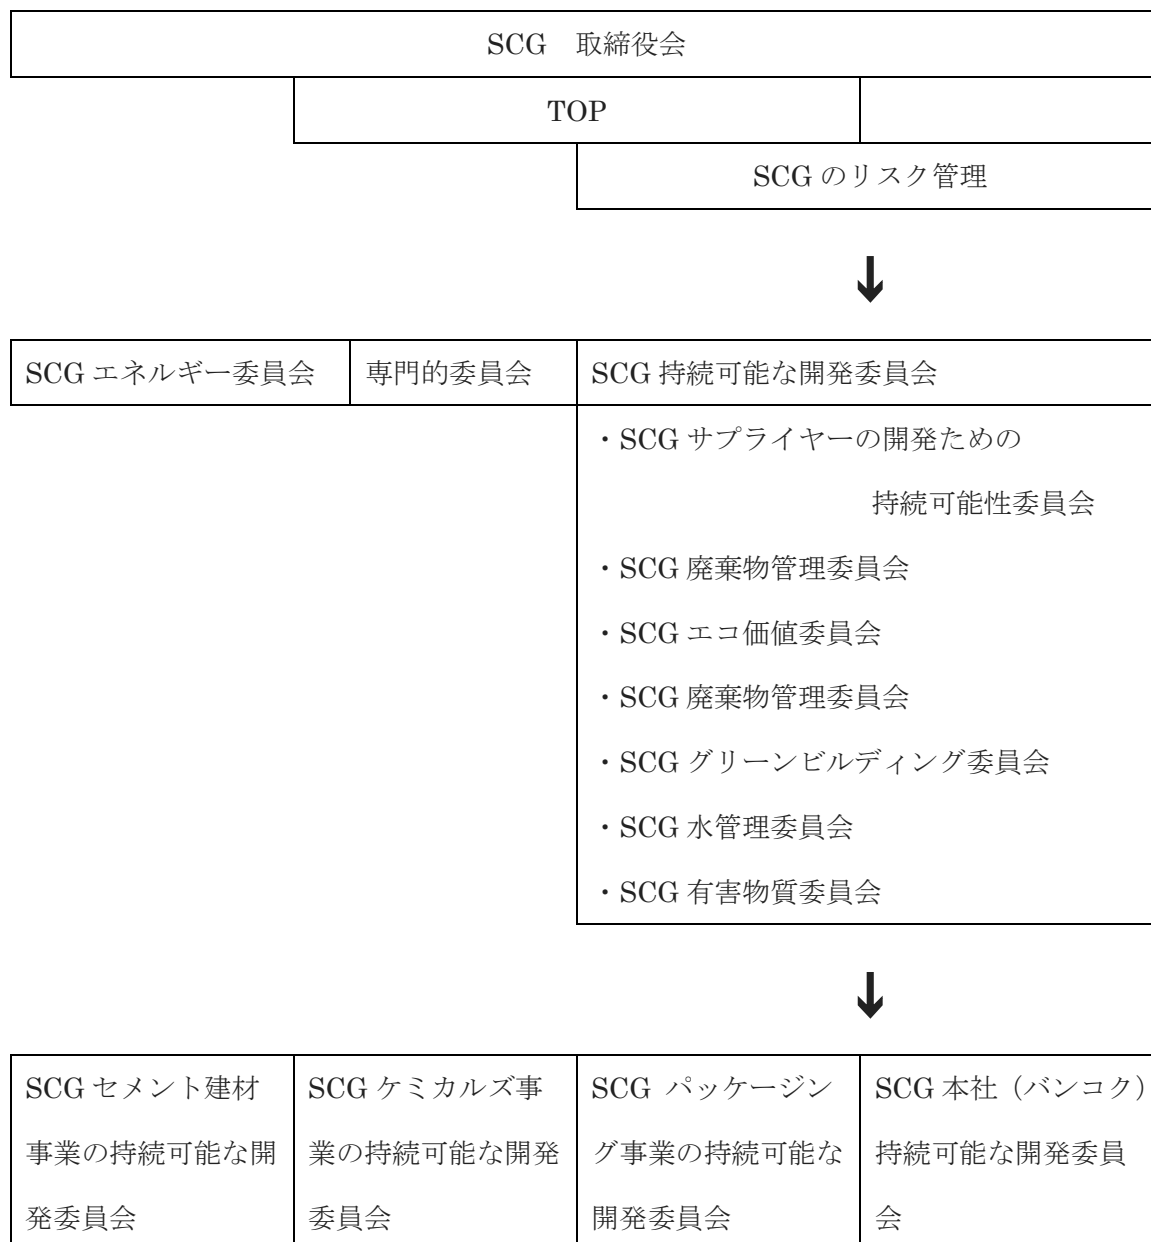 SCG　取締役会
TOP
SCG のリスク管理
↓
SCG エネルギー委員会
専門的委員会
SCG 持続可能な開発委員会
・SCG サプライヤーの開発ための
持続可能性委員会
・SCG 廃棄物管理委員会
・SCG エコ価値委員会
・SCG 廃棄物管理委員会
・SCG グリーンビルディング委員会
・SCG 水管理委員会
・SCG 有害物質委員会
↓
SCG セメント建材
事業の持続可能な開
発委員会
SCG ケミカルズ事
業の持続可能な開発
委員会
SCG パッケージン
グ事業の持続可能な
開発委員会
SCG 本社（バンコク）
持続可能な開発委員
会